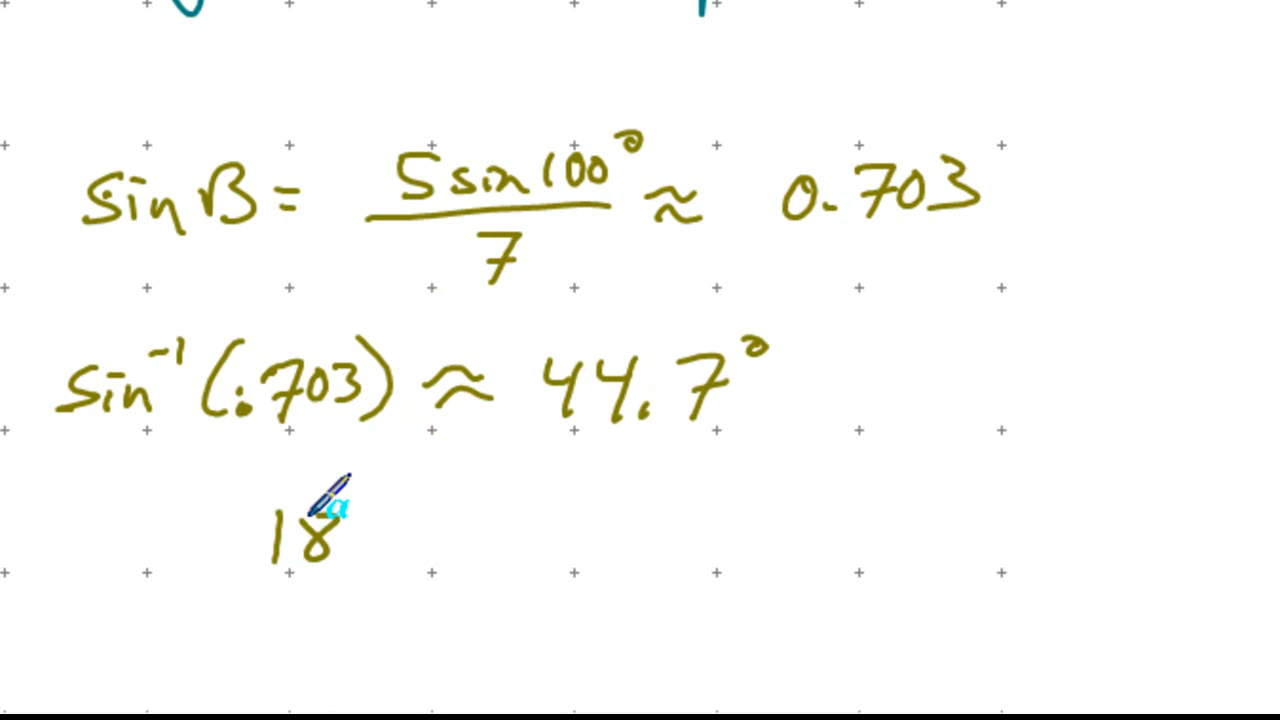 sin B = 5 sin 100° / 7 ≈ 0.703
sin⁻¹ (.703) ≈ 44.7°
18